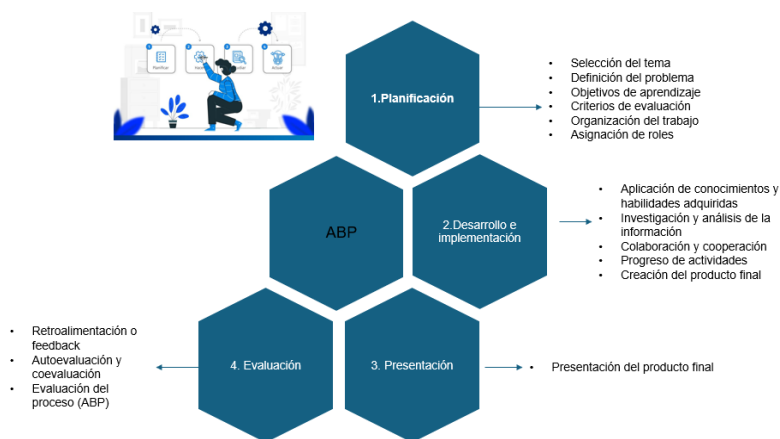 Planificar
1.Planificación
• Selección del tema
• Definición del problema
• Objetivos de aprendizaje
• Criterios de evaluación
• Organización del trabajo
• Asignación de roles
ABP
2.Desarrollo e
implementación
• Aplicación de conocimientos y
habilidades adquiridas
• Investigación y análisis de la
información
• Colaboración y cooperación
• Progreso de actividades
• Creación del producto final
• Retroalimentación o
feedback
• Autoevaluación y
coevaluación
• Evaluación del
proceso (ABP)
4. Evaluación
3. Presentación
• Presentación del producto final